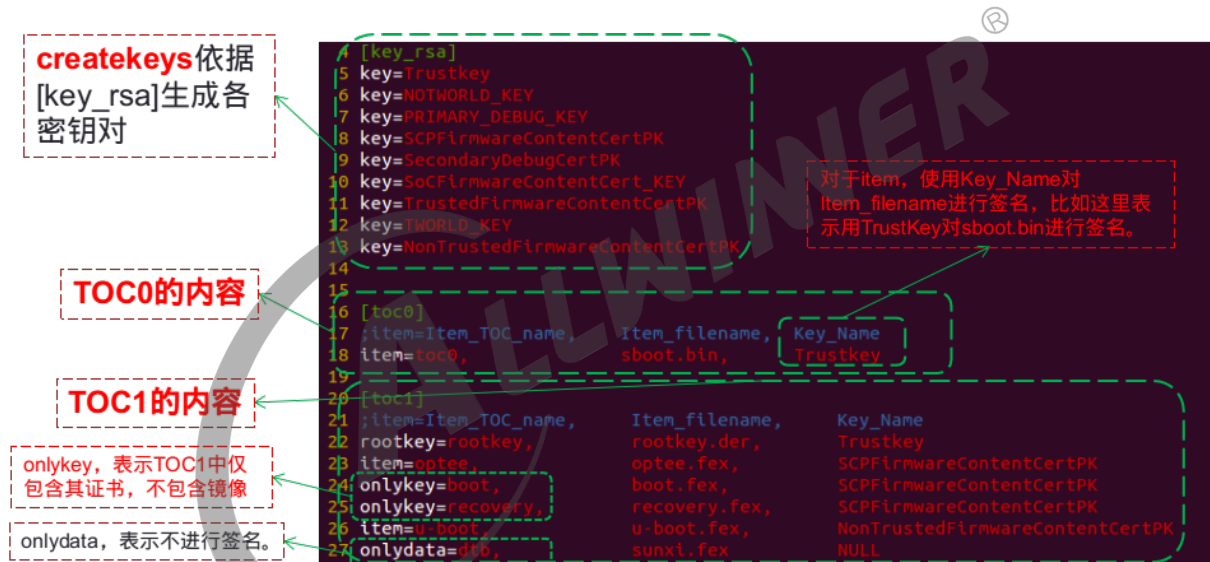 createkeys依据
[key_rsa]生成各
密钥对
TOC0的内容
TOC1的内容
onlykey，表示TOC1中仅
包含其证书，不包含镜像
onlydata，表示不进行签名。
4 [key_rsa]
5 key=Trustkey
6 key=NOTWORLD_KEY
7 key=PRIMARY_DEBUG_KEY
8 key=SCPFirmwareContentCertPK
9 key=SecondaryDebugCertPK
10 key=SoCFirmwareContentCert_KEY
11 key=TrustedFirmwareContentCertPK
12 key=TWORLD_KEY
13 key=NonTrustedFirmwareContentCertPK
14
15
16 [toc0]
17 ;item=Item_TOC_name, Item_filename, Key_Name
18 item=toc0, sboot.bin, Trustkey
19
20 [toc1]
21 ;item=Item_TOC_name, Item_filename, Key_Name
22 rootkey=rootkey, rootkey.der, Trustkey
23 item=optee, optee.fex, SCPFirmwareContentCertPK
24 onlykey=boot, boot.fex, SCPFirmwareContentCertPK
25 onlykey=recovery, recovery.fex, SCPFirmwareContentCertPK
26 item=u-boot, u-boot.fex, NonTrustedFirmwareContentCertPK
27 onlydata=dtb, sunxi.fex NULL
对于item，使用Key_Name对
Item_filename进行签名，比如这里表
示用TrustKey对sboot.bin进行签名。
ALLWINNER®